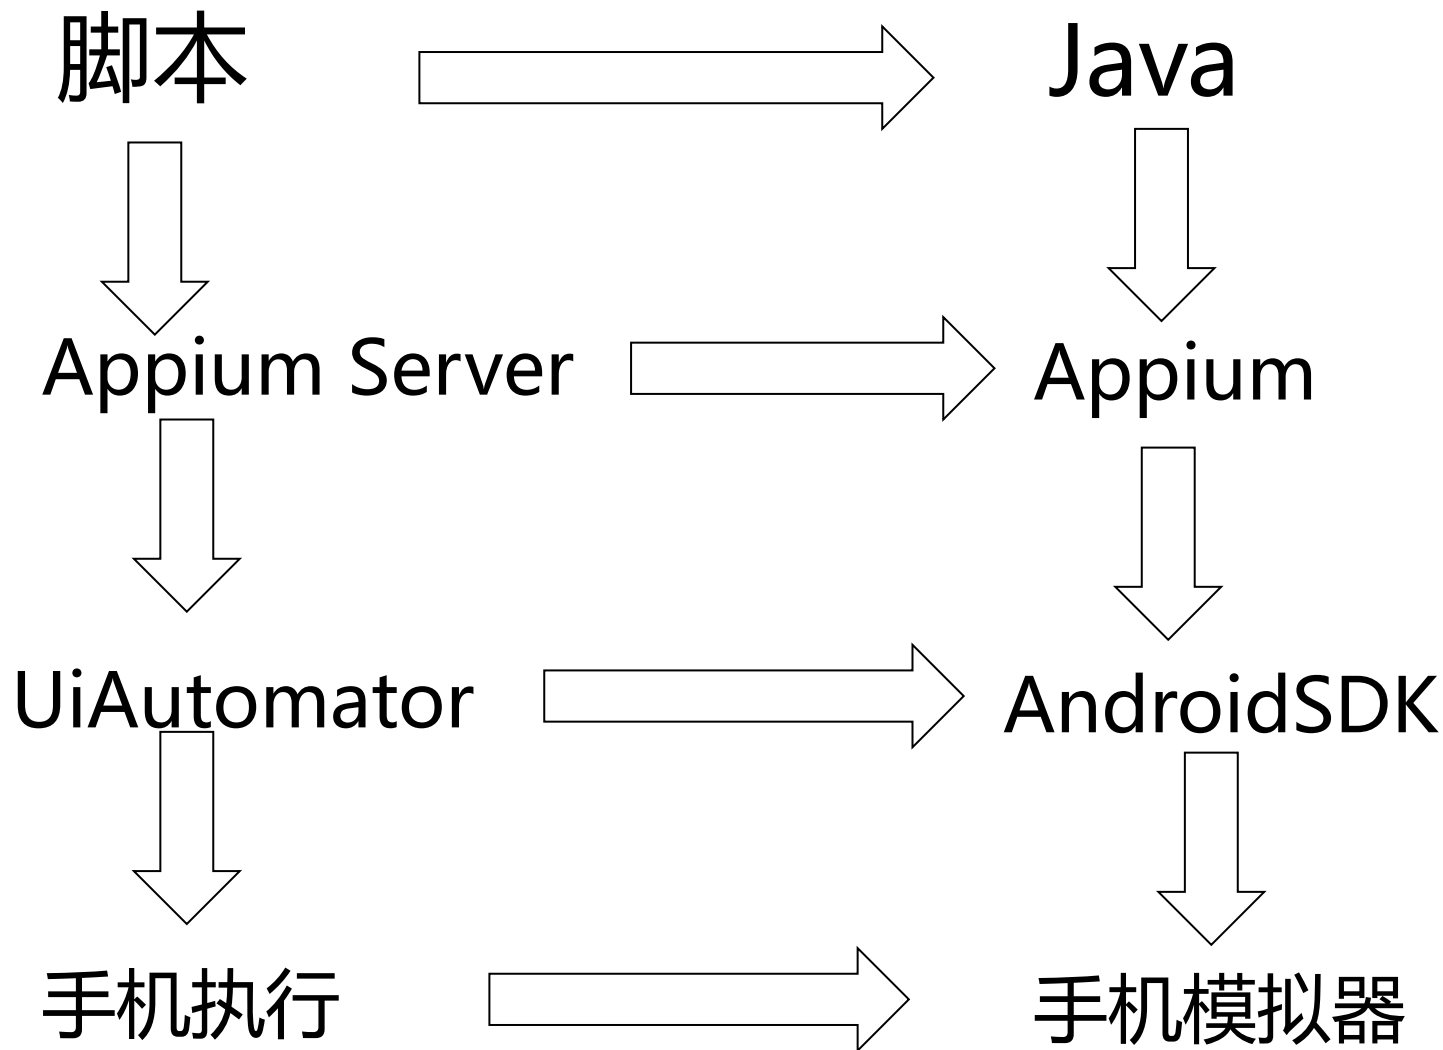 脚本
Java
Appium Server
Appium
UiAutomator
AndroidSDK
手机执行
手机模拟器